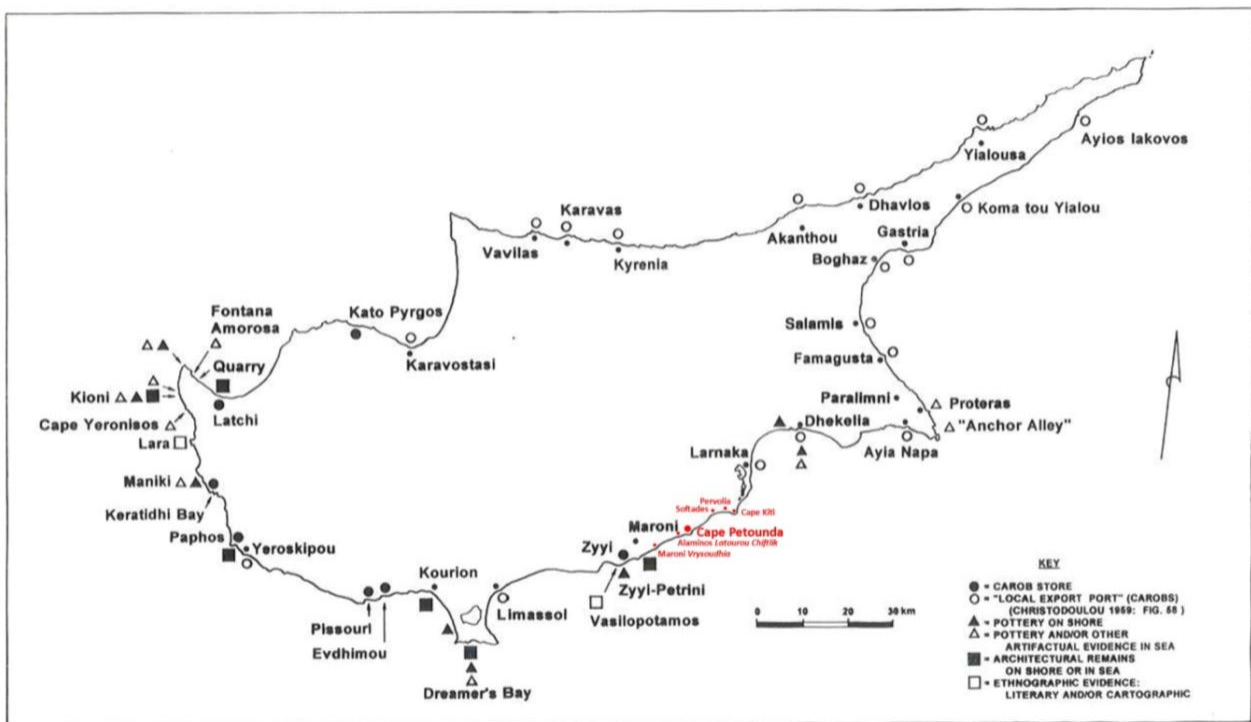 Ayios Iakovos
Yialousa
Dhavlos
Koma tou Yialou
Karavas
Akanthou
Gastria
Vavilas
Kyrenia
Boghaz
Fontana
Amorosa
Kato Pyrgos
Salamis
Quarry
Karavostasi
Famagusta
Kioni
Paralimni
Proteras
Latchi
Cape Yeronisos
Dhekelia
"Anchor Alley"
Lara
Larnaka
Ayia Napa
Maniki
Pervolia
Keratidhi Bay
Softades
Cape Kiti
Maroni
Cape Petounda
Paphos
Alaminos Latourou Chiftlik
Yeroskipou
Zyyi
Maroni Vrysoudhia
Kourion
Zyyi-Petrini
Limassol
Vasilopotamos
Pissouri
Evdhimou
Dreamer's Bay
0 10 20 30 km
KEY
= CAROB STORE
= "LOCAL EXPORT PORT" (CAROBS)
(CHRISTODOULOU 1959: FIG. 58 )
= POTTERY ON SHORE
= POTTERY AND/OR OTHER
ARTIFACTUAL EVIDENCE IN SEA
= ARCHITECTURAL REMAINS
ON SHORE OR IN SEA
= ETHNOGRAPHIC EVIDENCE:
LITERARY AND/OR CARTOGRAPHIC